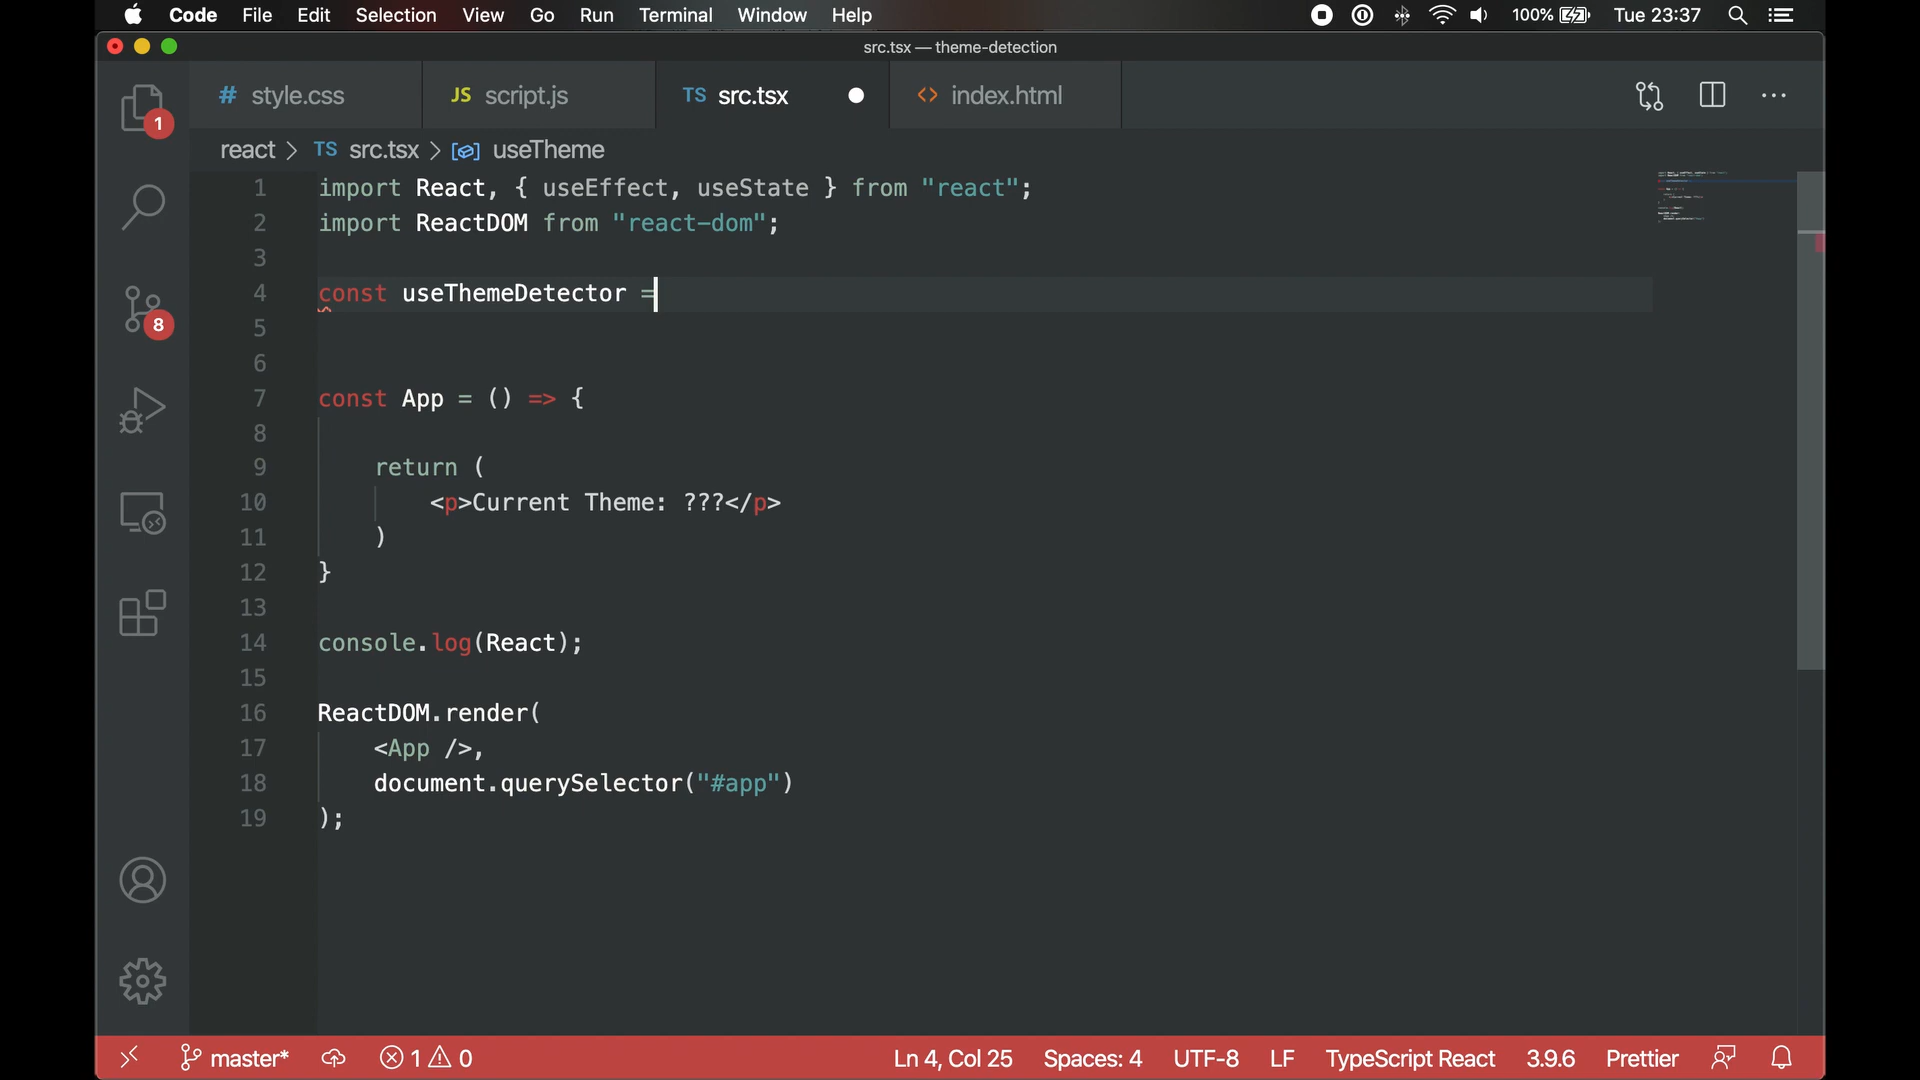 Code File Edit Selection View Go Run Terminal Window Help 100% Tue 23:37
src.tsx — theme-detection
# style.css JS script.js TS src.tsx <> index.html
react > TS src.tsx > useTheme
1 import React, { useEffect, useState } from "react";
2 import ReactDOM from "react-dom";
3
4 const useThemeDetector =
5
6
7 const App = () => {
8
9 return (
10 <p>Current Theme: ???</p>
11 )
12 }
13
14 console.log(React);
15
16 ReactDOM.render(
17 <App />,
18 document.querySelector("#app")
19 );
1
8
master* 1 0 Ln 4, Col 25 Spaces: 4 UTF-8 LF TypeScript React 3.9.6 Prettier